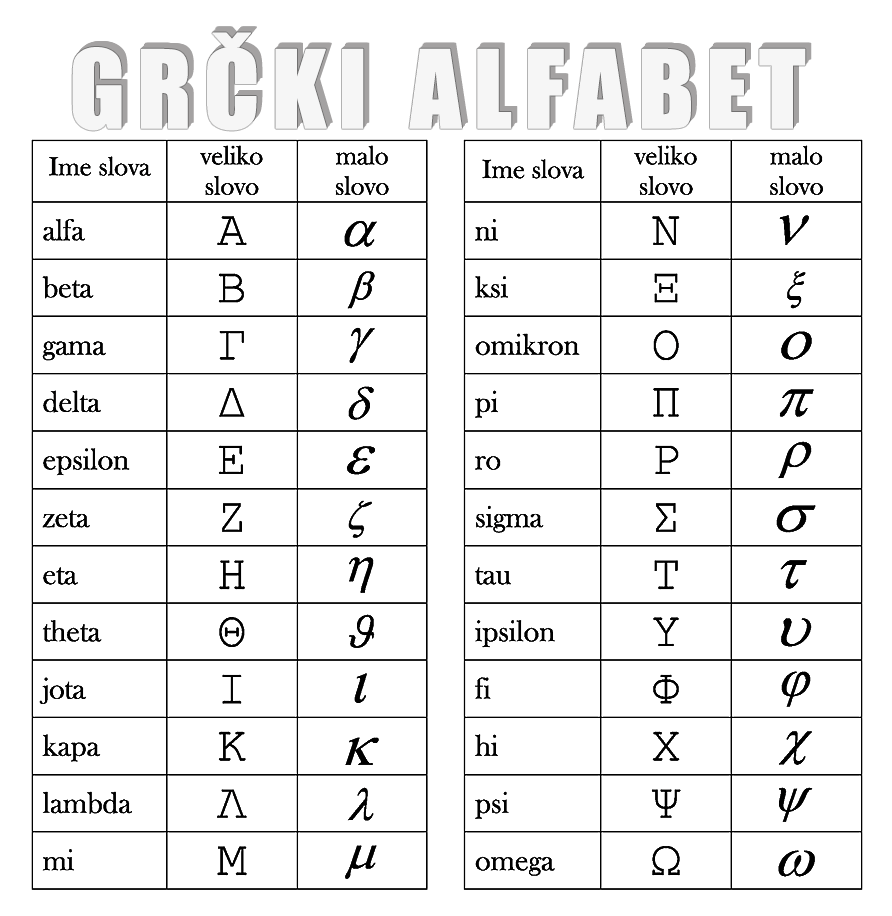 GRČKI ALFABET
Ime slova veliko slovo malo slovo
alfa Α α
beta Β β
gama Γ γ
delta Δ δ
epsilon Ε ε
zeta Ζ ζ
eta Η η
theta Θ ϑ
jota Ι ι
kapa Κ κ
lambda Λ λ
mi Μ μ
Ime slova veliko slovo malo slovo
ni Ν ν
ksi Ξ ξ
omikron Ο ο
pi Π π
ro Ρ ρ
sigma Σ σ
tau Τ τ
ipsilon Υ υ
fi Φ φ
hi Χ χ
psi Ψ ψ
omega Ω ω